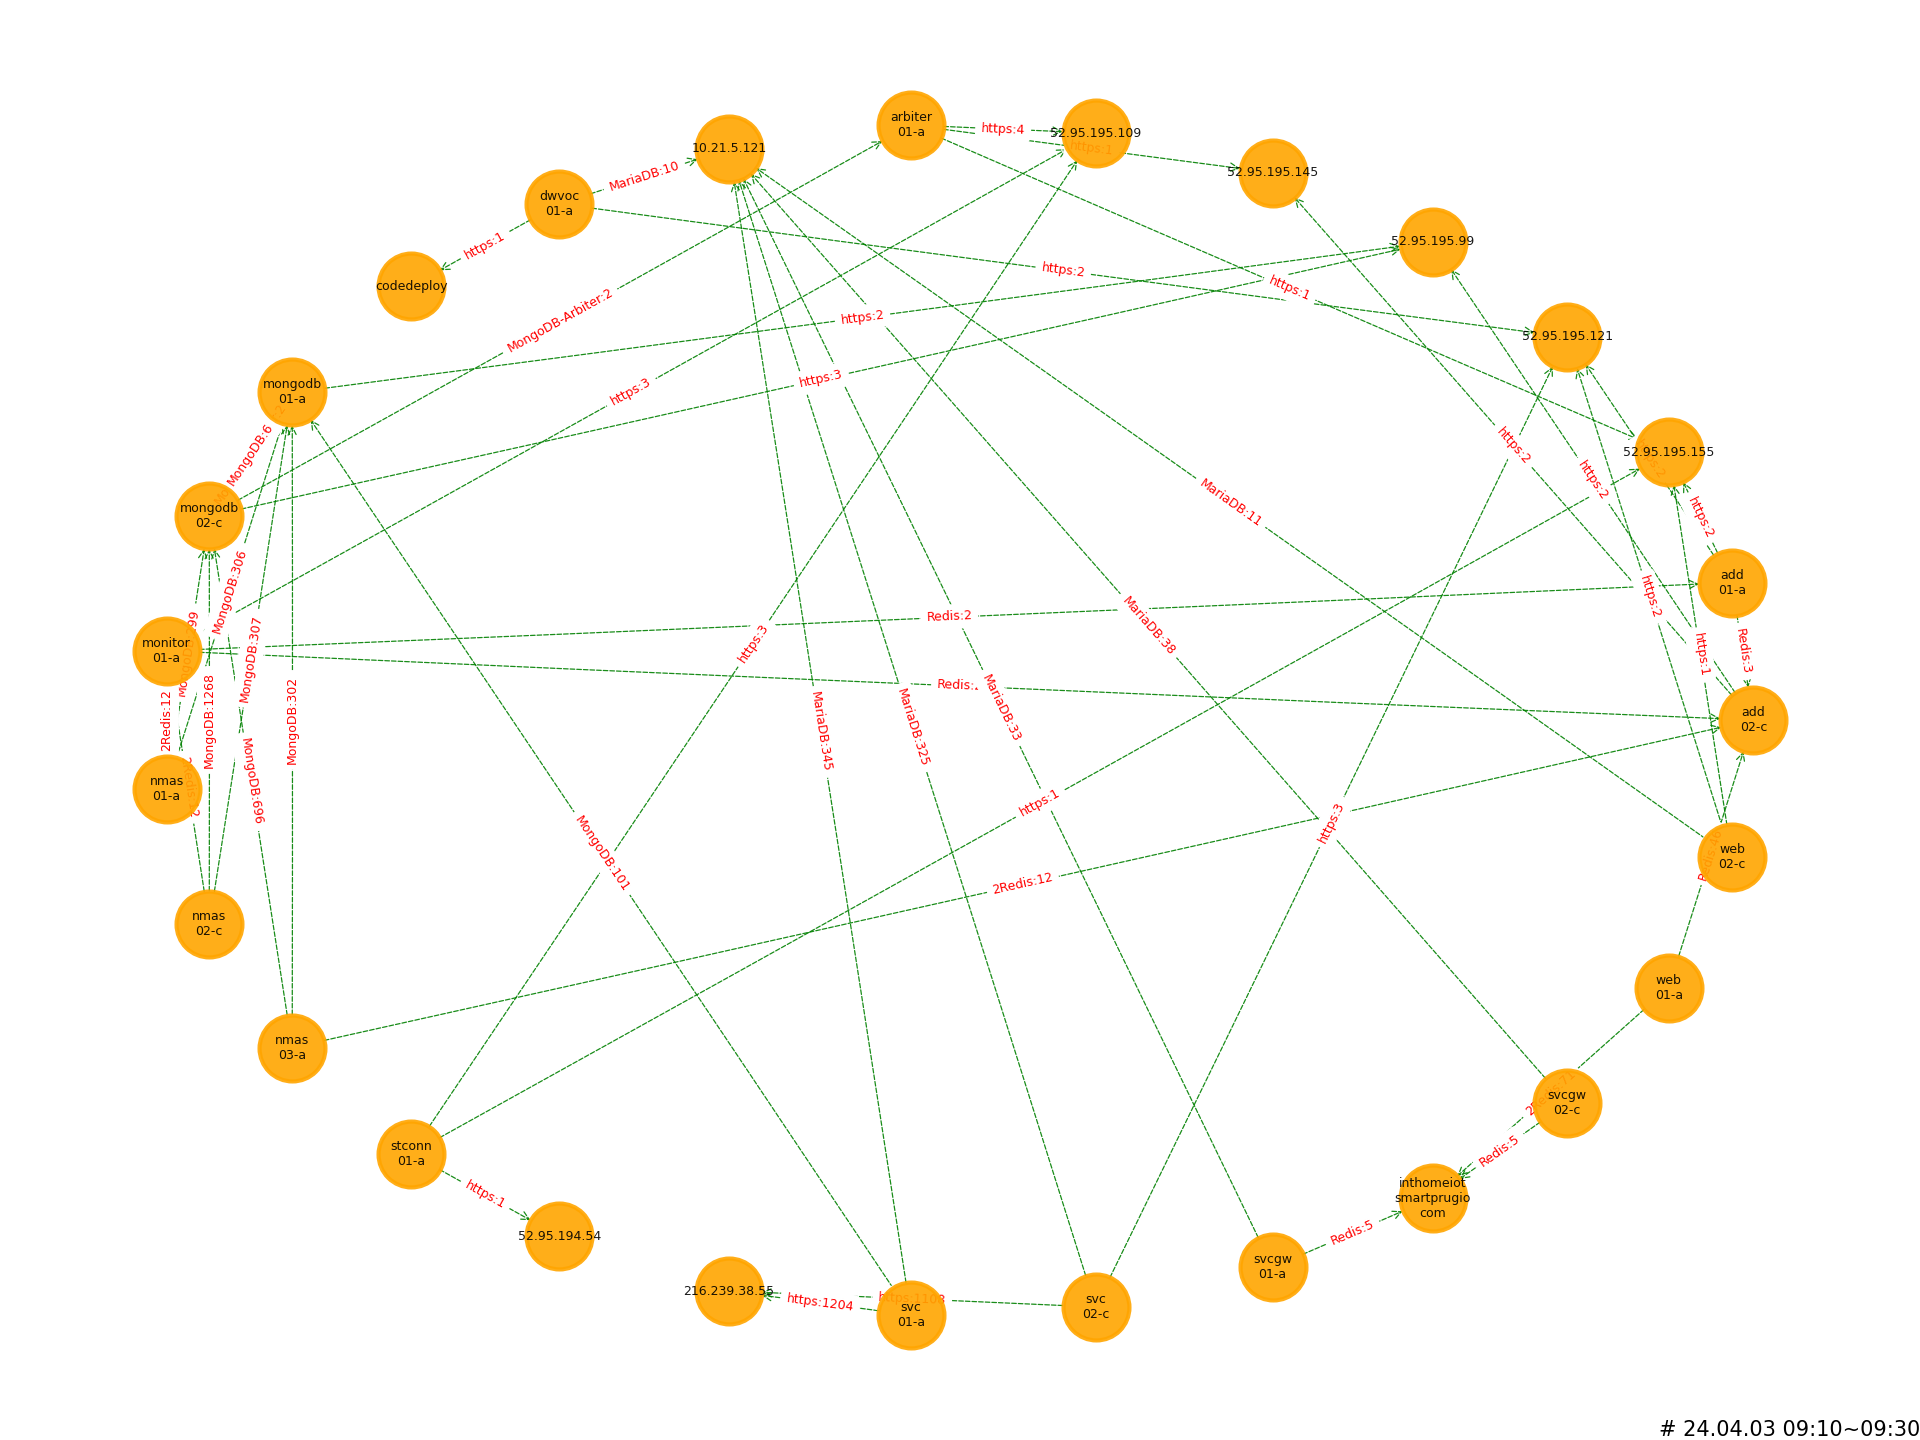 arbiter
01-a
https:4
52.95.195.109
https:1
10.21.5.121
MariaDB:10
52.95.195.145
dwvoc
01-a
https:1
52.95.195.99
https:2
codedeploy
https:1
MongoDB-Arbiter:2
https:2
52.95.195.121
https:3
https:3
mongodb
01-a
MongoDB:6
https:2
52.95.195.155
https:2
MariaDB:11
mongodb
02-c
https:2
MongoDB:306
add
01-a
https:2
Redis:2
MariaDB:38
https:3
MongoDB:307
monitor
01-a
Redis:3
https:1
Redis:
MariaDB:33
2Redis:12
MongoDB:1268
MongoDB:302
MariaDB:345
MariaDB:325
add
02-c
MongoDB:696
nmas
01-a
https:1
https:3
MongoDB:101
web
02-c
2Redis:12
nmas
02-c
web
01-a
nmas
03-a
svcgw
02-c
stconn
01-a
Redis:5
https:1
inthomeiot
smartprugio
com
Redis:5
52.95.194.54
svcgw
01-a
216.239.38.55
https:1204
svc
01-a
svc
02-c
# 24.04.03 09:10~09:30